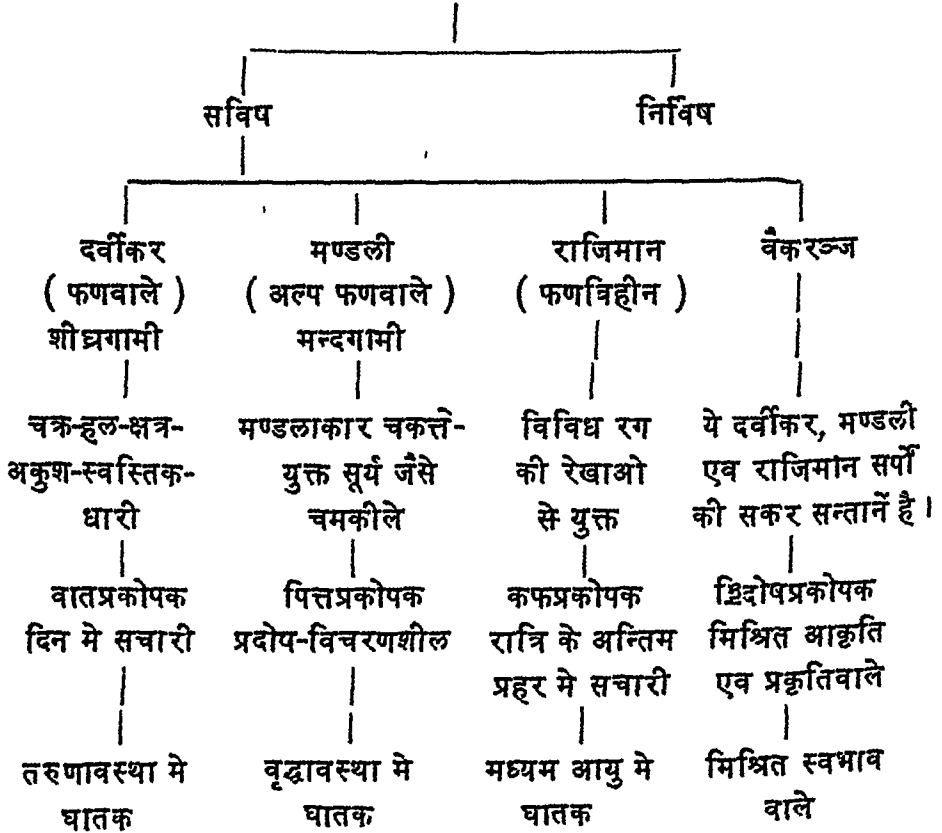 सविष
निर्विष
दर्वीकर
( फणवाले )
शीघ्रगामी
चक्र-हल-क्षत्र-
अकुश-स्वस्तिक-
धारी
वातप्रकोपक
दिन मे सचारी
तरुणावस्था मे
घातक
मण्डली
( अल्प फणवाले )
मन्दगामी
मण्डलाकार चकत्ते-
युक्त सूर्य जैसे
चमकीले
पित्तप्रकोपक
प्रदोष-विचरणशील
वृद्धावस्था मे
घातक
राजिमान
( फणविहीन )
विविध रग
की रेखाओ
से युक्त
कफप्रकोपक
रात्रि के अन्तिम
प्रहर मे सचारी
मध्यम आयु मे
घातक
वैकरञ्ज
ये दर्वीकर, मण्डली
एव राजिमान सर्पों
की सकर सन्तानें है ।
द्विदोषप्रकोपक
मिश्रित आकृति
एव प्रकृतिवाले
मिश्रित स्वभाव
वाले